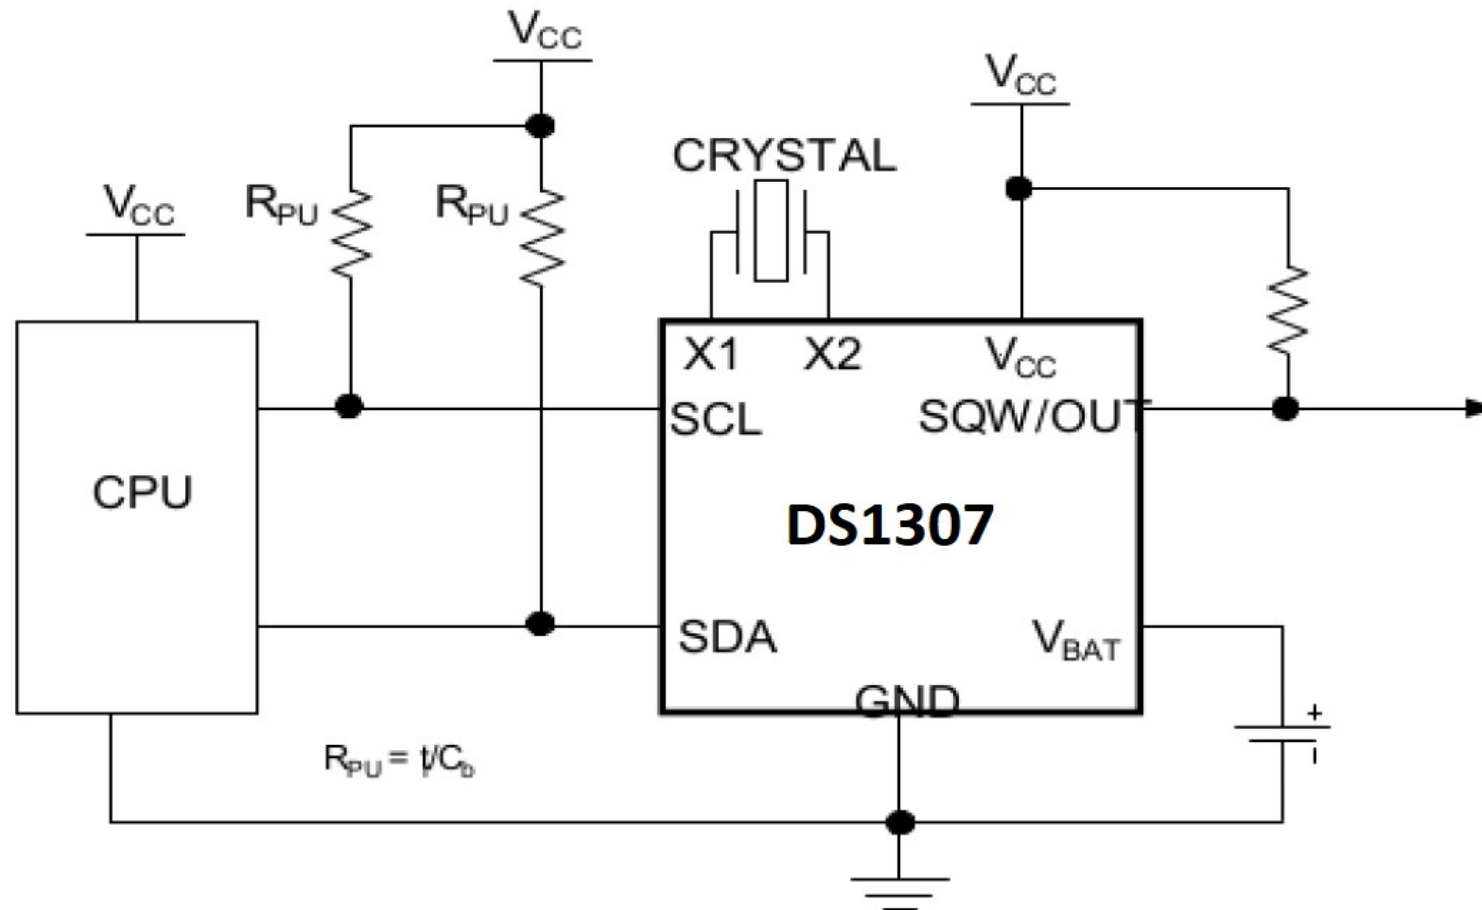 VCC
VCC
CRYSTAL
VCC
RPU
RPU
X1
X2
VCC
SCL
SQW/OUT
CPU
DS1307
SDA
VBAT
GND
+
RPU = t/Cb